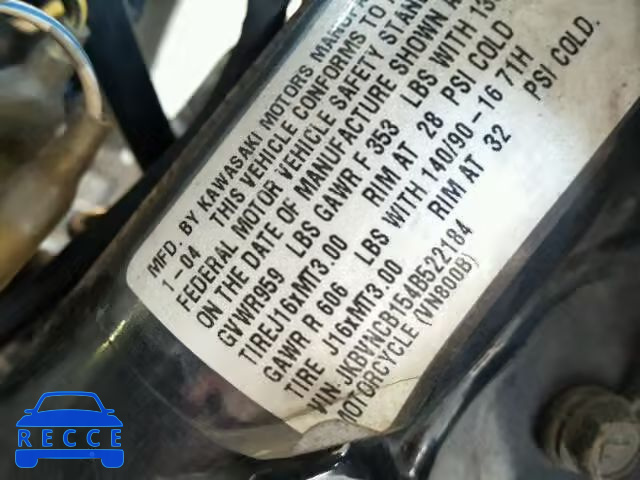 MFD. BY KAWASAKI MOTORS MANUF
1-04 THIS VEHICLE CONFORMS TO A
FEDERAL MOTOR VEHICLE SAFETY STAN
ON THE DATE OF MANUFACTURE SHOWN A
GVWR959 LBS GAWR F 353 LBS WITH 13
TIREJ16xMT3.00 RIM AT 28 PSI COLD
GAWR R 606 LBS WITH 140/90-16 71H
TIRE J16xMT3.00 RIM AT 32 PSI COLD.
VIN JKBVNCB154B522184
MOTORCYCLE (VN800B)
RECCE